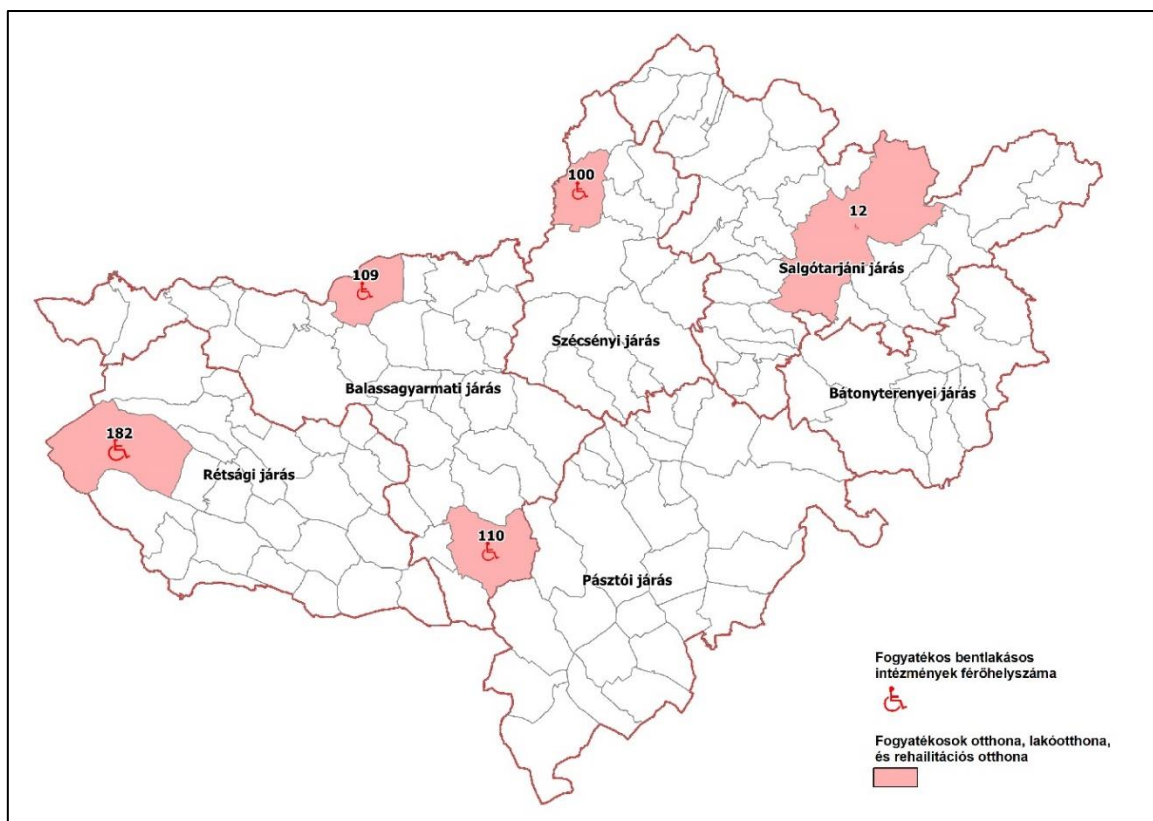 100
12
Salgótarjáni járás
109
Szécsényi járás
Balassagyarmati járás
Bátonyterenyei járás
182
Rétsági járás
110
Pásztói járás
Fogyatékos bentlakásos
intézmények férőhelyszáma
Fogyatékosok otthona, lakóotthona,
és rehailitációs otthona